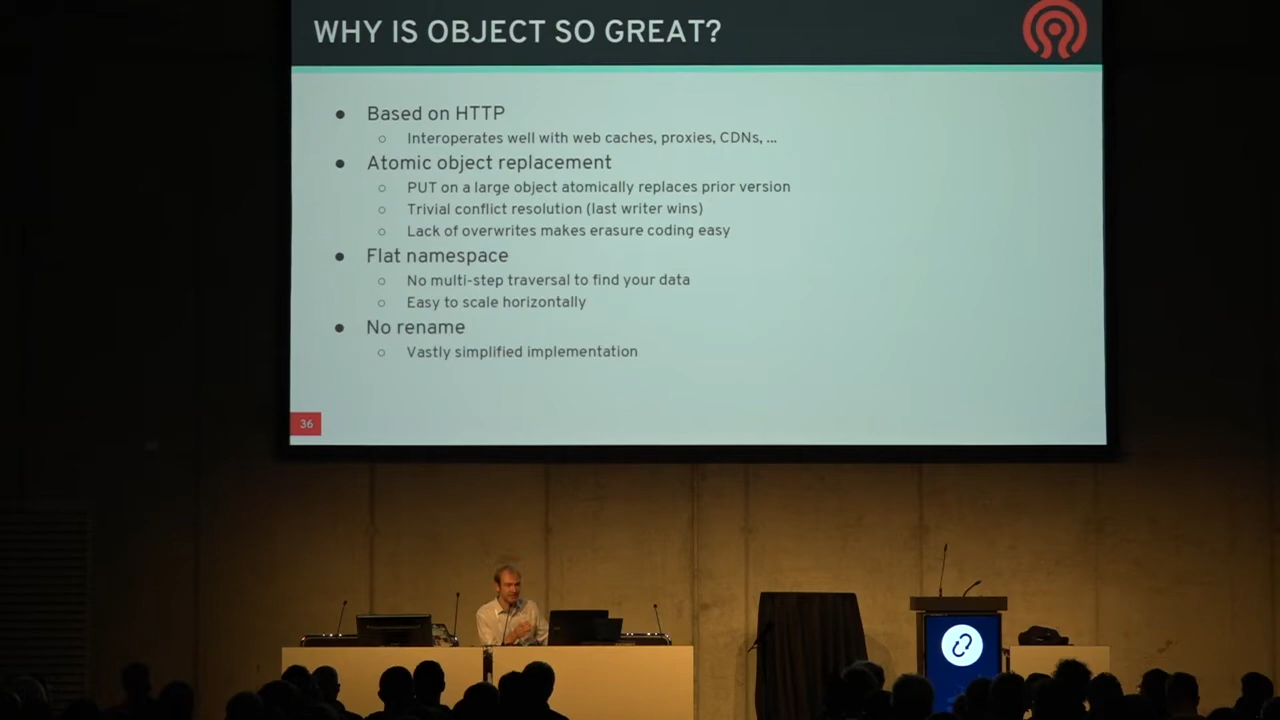 WHY IS OBJECT SO GREAT?
● Based on HTTP
○ Interoperates well with web caches, proxies, CDNs, ...
● Atomic object replacement
○ PUT on a large object atomically replaces prior version
○ Trivial conflict resolution (last writer wins)
○ Lack of overwrites makes erasure coding easy
● Flat namespace
○ No multi-step traversal to find your data
○ Easy to scale horizontally
● No rename
○ Vastly simplified implementation
36